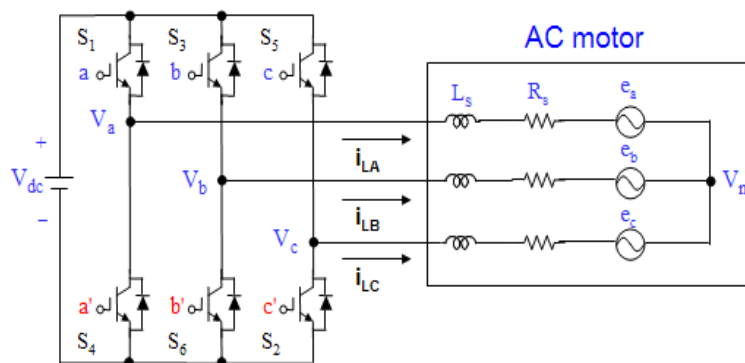 S1 S3 S5
AC motor
a b c
Ls Rs ea
Va
iLA
eb
+
Vdc
Vb
Vn
−
iLB
ec
Vc
iLC
a' b' c'
S4 S6 S2